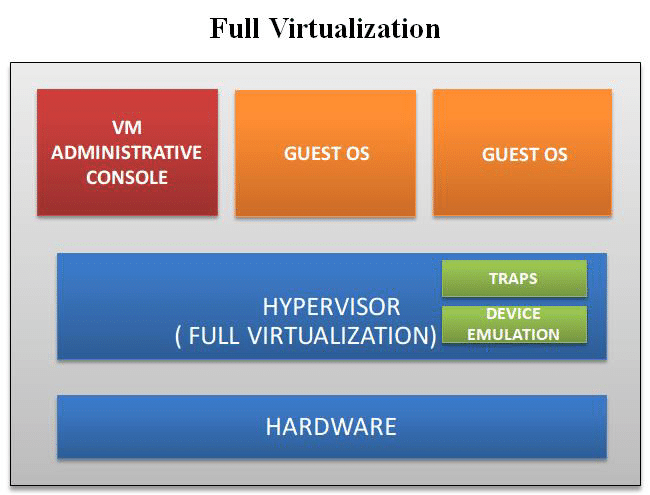 Full Virtualization
VM
ADMINISTRATIVE
CONSOLE
GUEST OS
GUEST OS
HYPERVISOR
( FULL VIRTUALIZATION)
TRAPS
DEVICE
EMULATION
HARDWARE